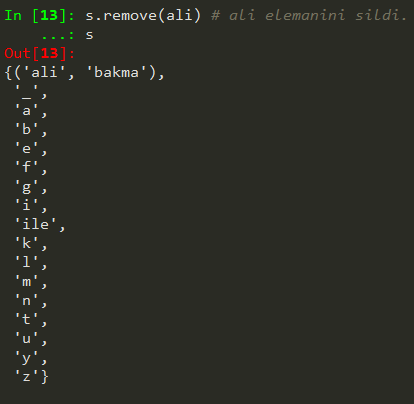 In [13]: s.remove(ali) # ali elemanini sildi.
    ...: s
Out[13]:
{('ali', 'bakma'),
 '_',
 'a',
 'b',
 'e',
 'f',
 'g',
 'i',
 'ile',
 'k',
 'l',
 'm',
 'n',
 't',
 'u',
 'y',
 'z'}